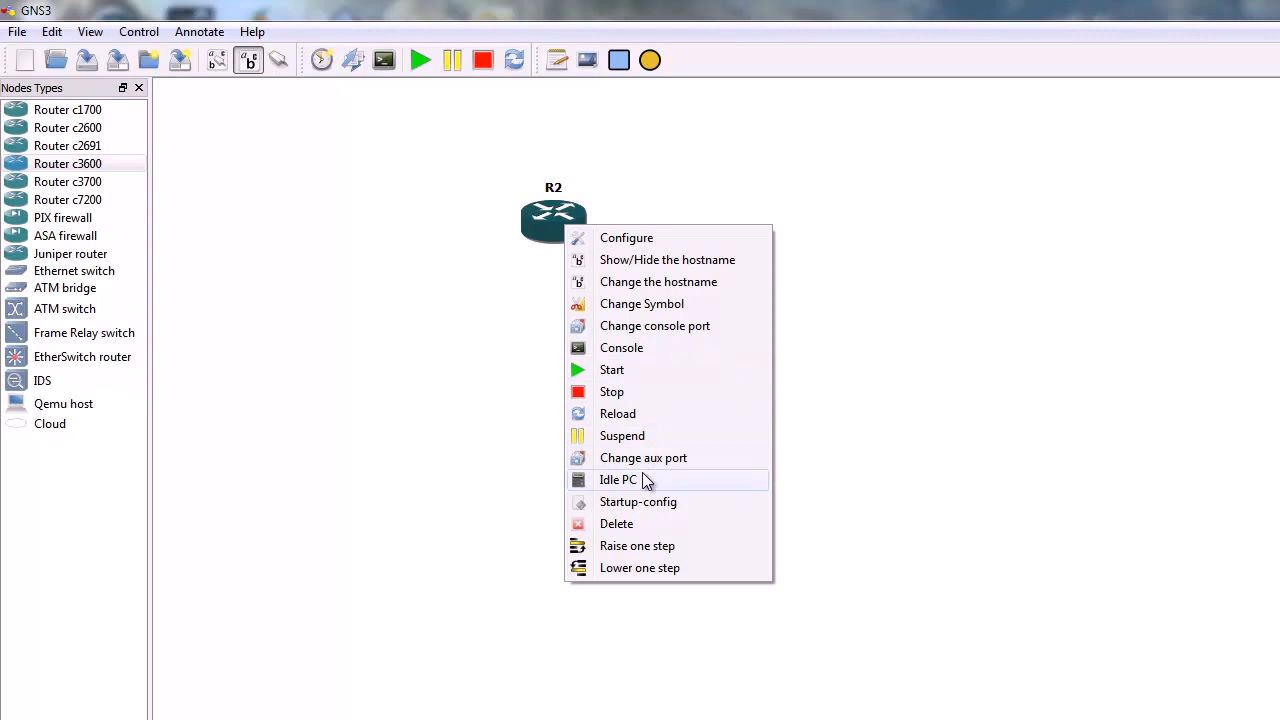 GNS3
File Edit View Control Annotate Help
Nodes Types
Router c1700
Router c2600
Router c2691
Router c3600
Router c3700
Router c7200
PIX firewall
ASA firewall
Juniper router
Ethernet switch
ATM bridge
ATM switch
Frame Relay switch
EtherSwitch router
IDS
Qemu host
Cloud
R2
Configure
Show/Hide the hostname
Change the hostname
Change Symbol
Change console port
Console
Start
Stop
Reload
Suspend
Change aux port
Idle PC
Startup-config
Delete
Raise one step
Lower one step